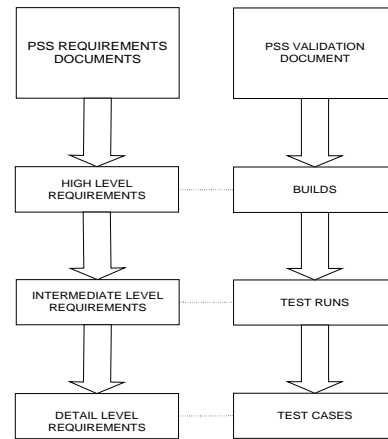 PSS REQUIREMENTS
DOCUMENTS
PSS VALIDATION
DOCUMENT
HIGH LEVEL
REQUIREMENTS
BUILDS
INTERMEDIATE LEVEL
REQUIREMENTS
TEST RUNS
DETAIL LEVEL
REQUIREMENTS
TEST CASES